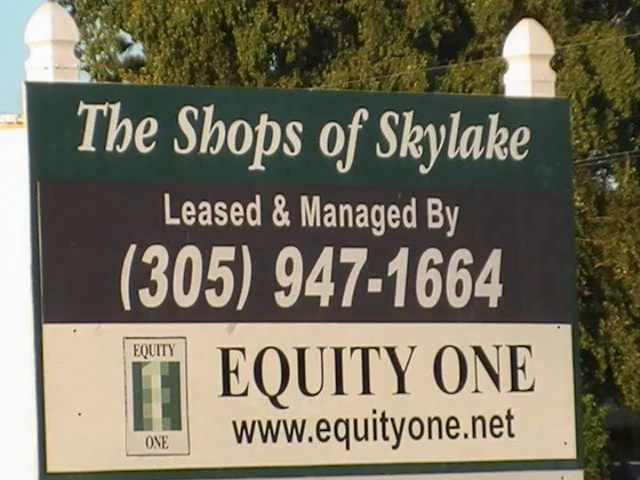 The Shops of Skylake
Leased & Managed By
(305) 947-1664
EQUITY
ONE
EQUITY ONE
www.equityone.net